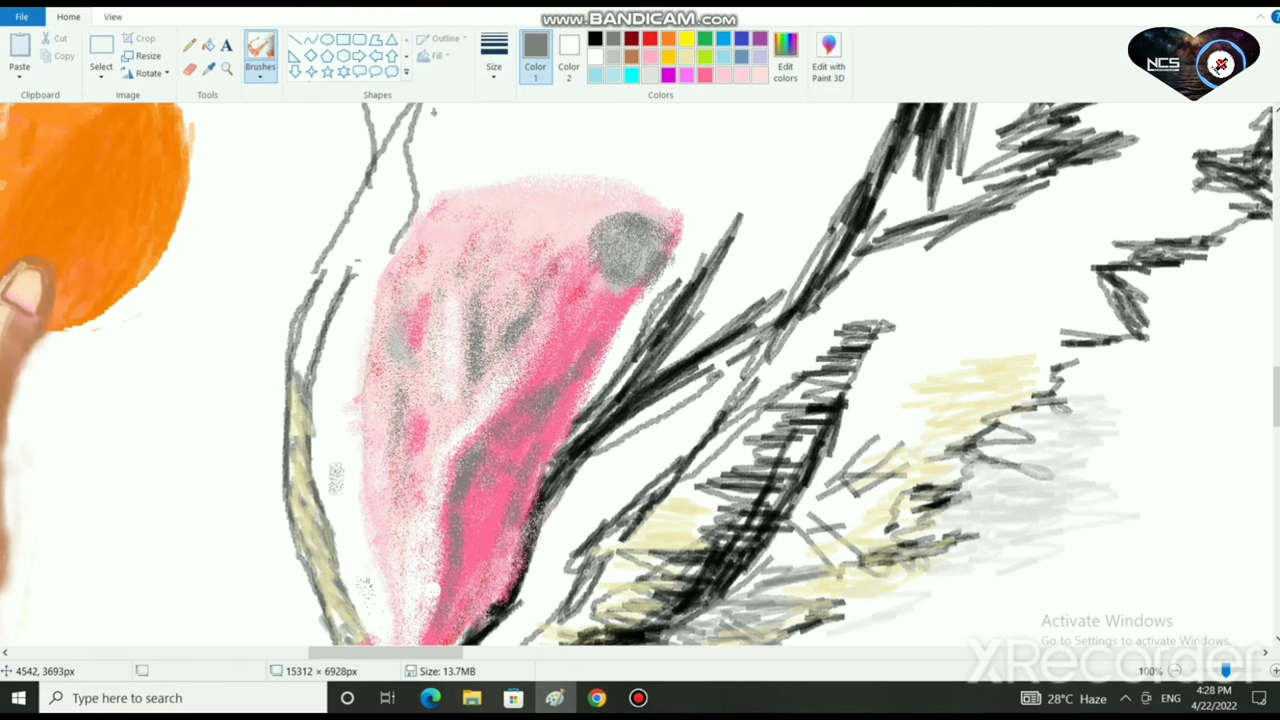 www.BANDICAM.com
File Home View
Paste
Cut
Copy
Clipboard
Select
Crop
Resize
Rotate
Image
A
Tools
Brushes
Outline
Fill
Shapes
Size
Color 1
Color 2
Edit colors
Colors
Edit with Paint 3D
NCS
Activate Windows
Go to Settings to activate Windows.
XRecorder
4542, 3693px
15312 × 6928px
Size: 13.7MB
100%
Type here to search
28°C Haze
ENG
4:28 PM
4/22/2022